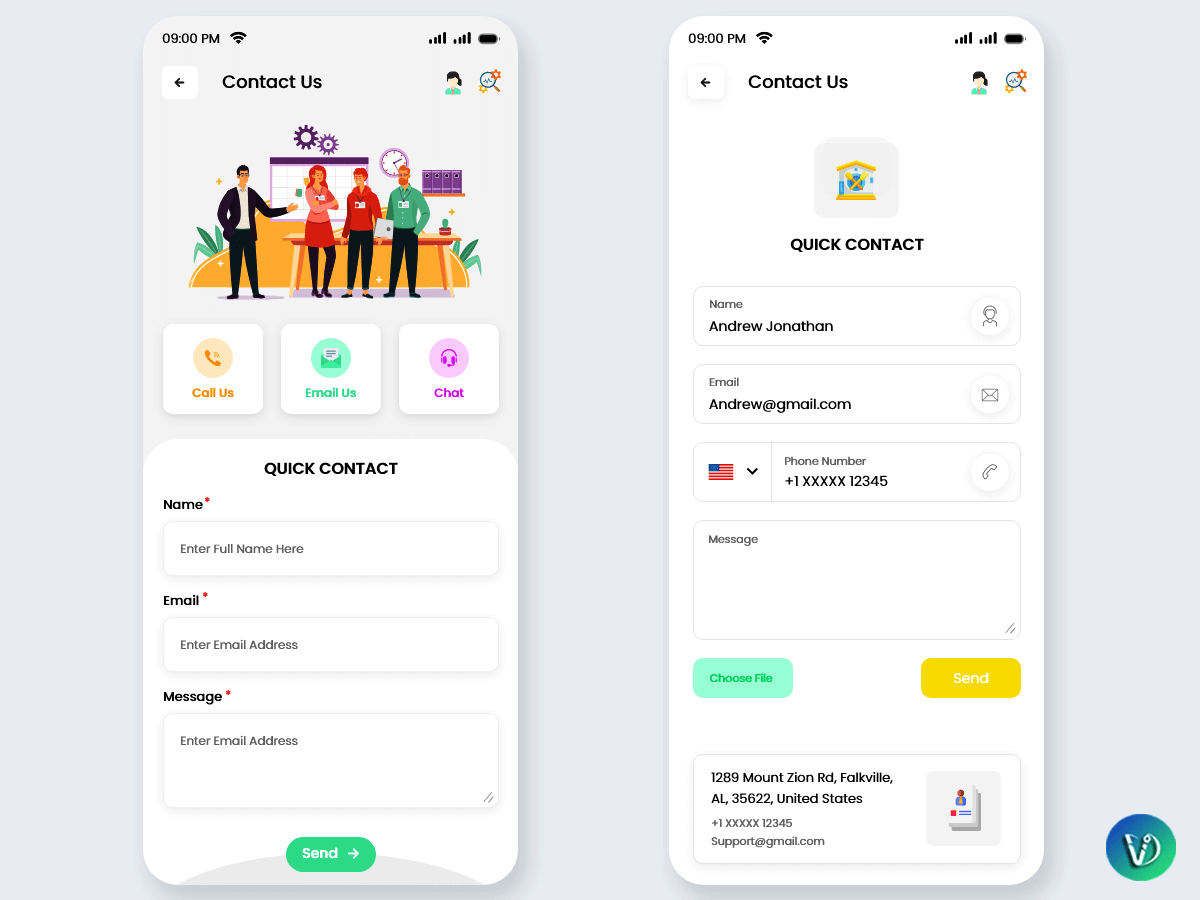 09:00 PM
Contact Us
Call Us
Email Us
Chat
QUICK CONTACT
Name*
Enter Full Name Here
Email *
Enter Email Address
Message *
Enter Email Address
Send
09:00 PM
Contact Us
QUICK CONTACT
Name
Andrew Jonathan
Email
Andrew@gmail.com
Phone Number
+1 XXXXX 12345
Message
Choose File
Send
1289 Mount Zion Rd, Falkville,
AL, 35622, United States
+1 XXXXX 12345
Support@gmail.com